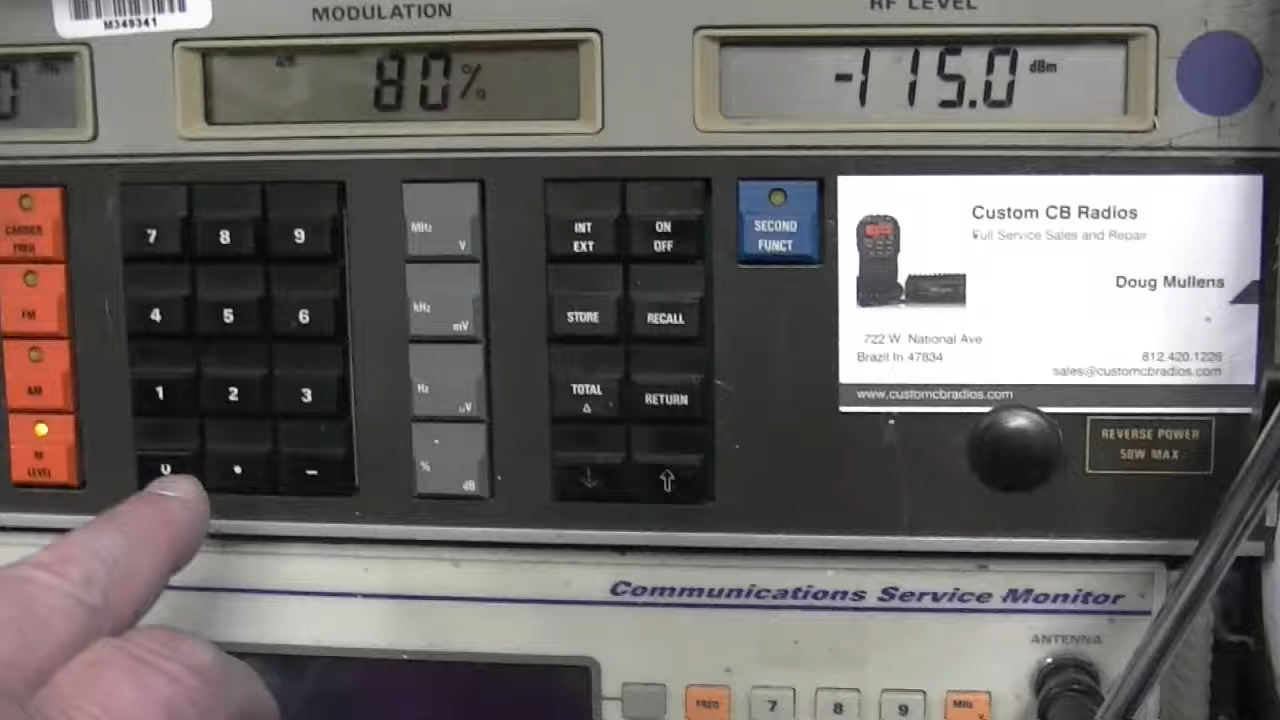 M349341
MODULATION
RF LEVEL
80%
-115.0 dBm
CARRIER
FREQ
FM
AM
RF
LEVEL
7 8 9
4 5 6
1 2 3
0 • −
MHz
V
kHz
mV
Hz
µV
%
dB
INT
EXT
ON
OFF
STORE
RECALL
TOTAL
Δ
RETURN
↓ ⇧
SECOND
FUNCT
Custom CB Radios
Full Service Sales and Repair
Doug Mullens
722 W. National Ave
Brazil In 47834
812.420.1226
sales@customcbradios.com
www.customcbradios.com
REVERSE POWER
50W MAX
Communications Service Monitor
ANTENNA
FREQ 7 8 9 MHz